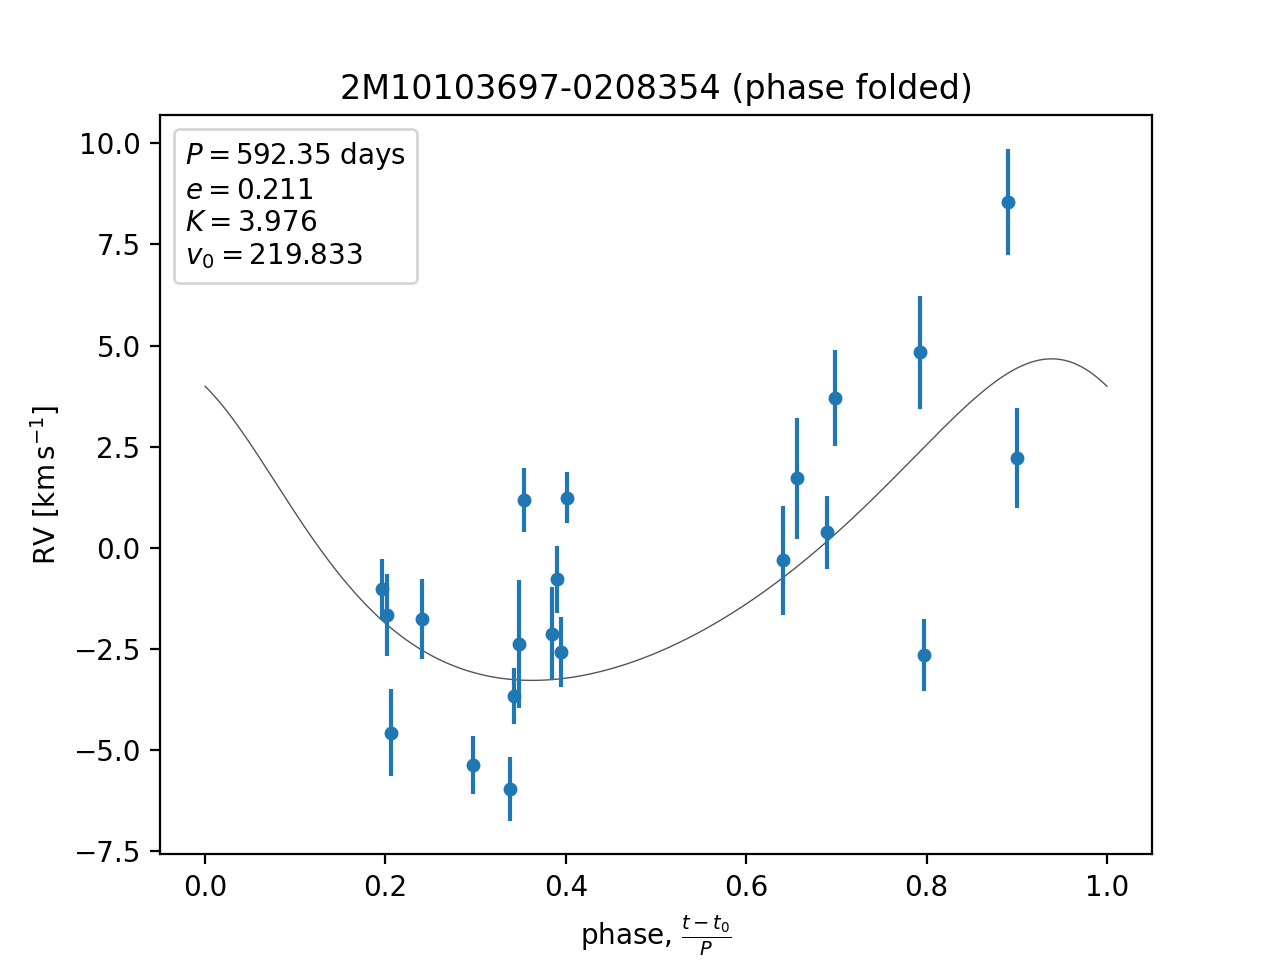 2M10103697-0208354 (phase folded)
P = 592.35 days
e = 0.211
K = 3.976
v₀ = 219.833
10.0
7.5
5.0
2.5
0.0
−2.5
−5.0
−7.5
RV [km s⁻¹]
0.0 0.2 0.4 0.6 0.8 1.0
phase, (t − t₀)/P